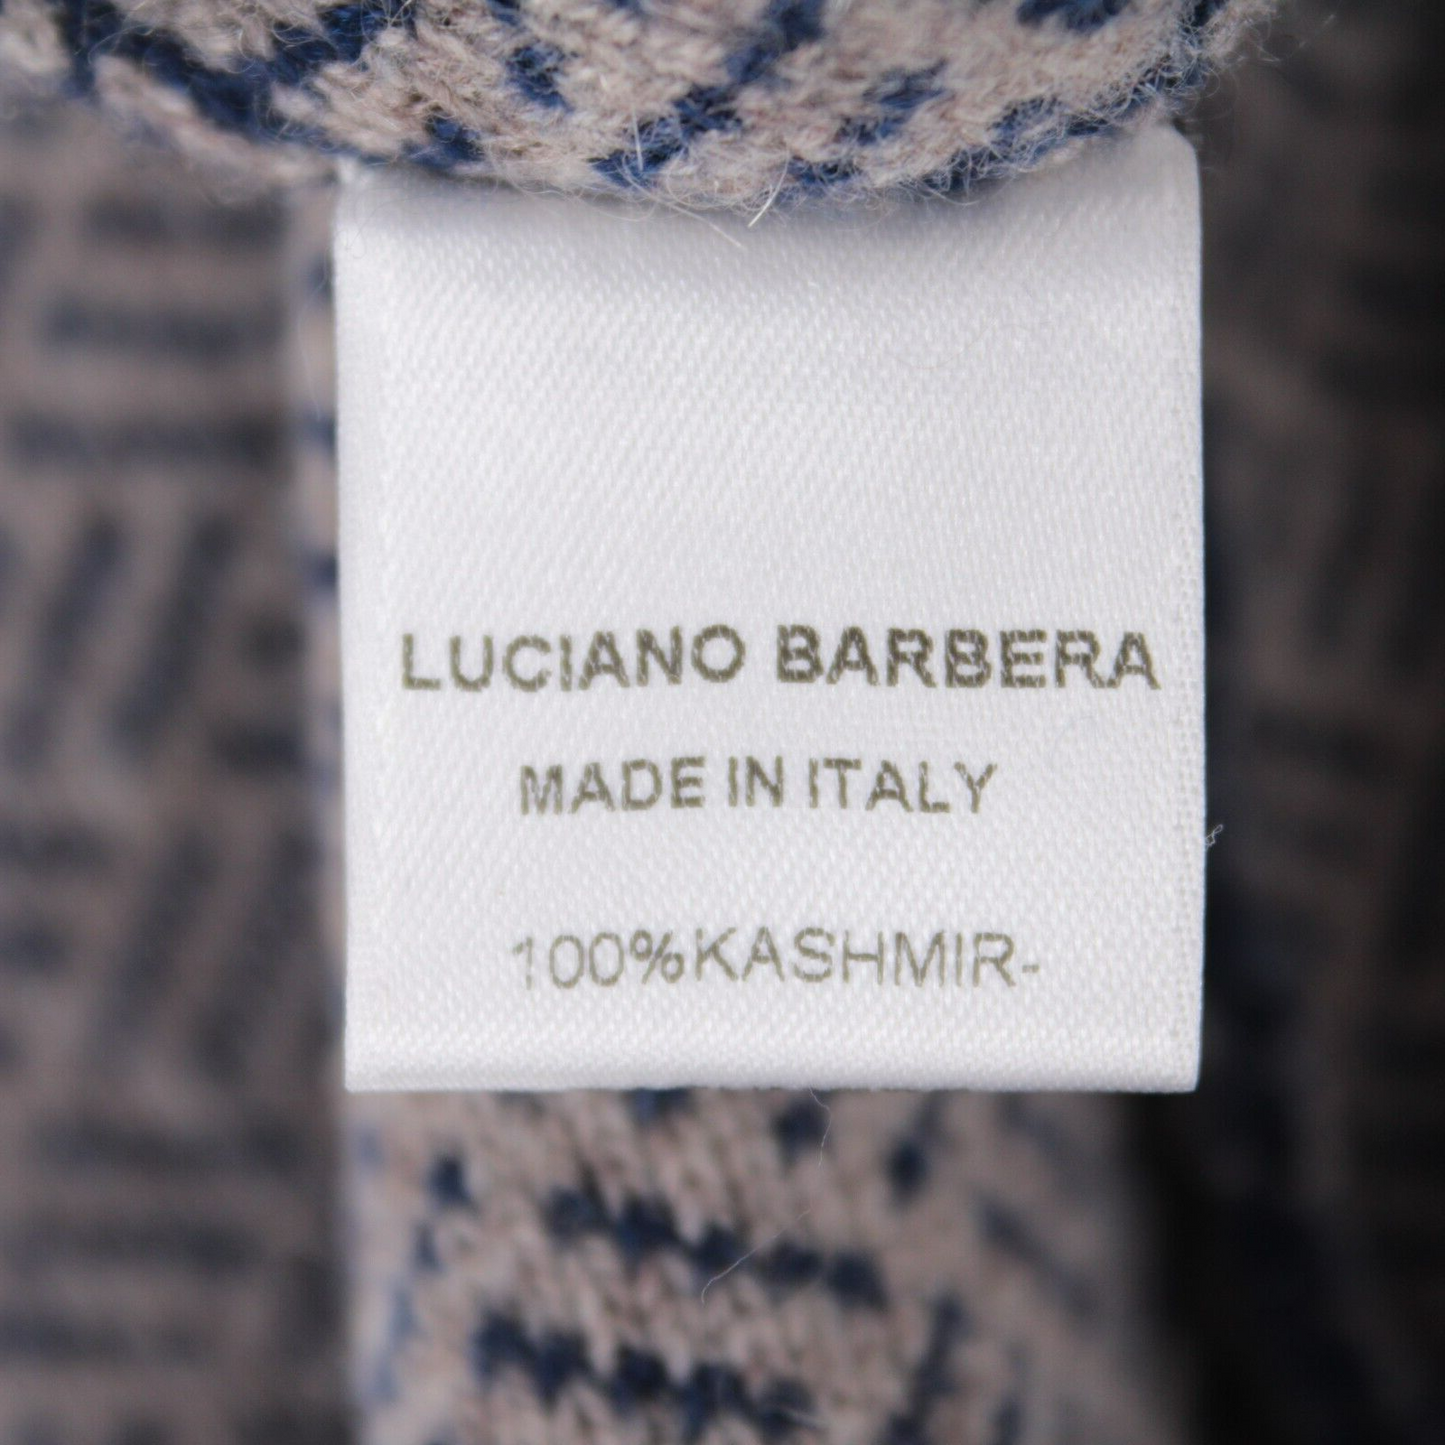 LUCIANO BARBERA
MADE IN ITALY
100%KASHMIR-